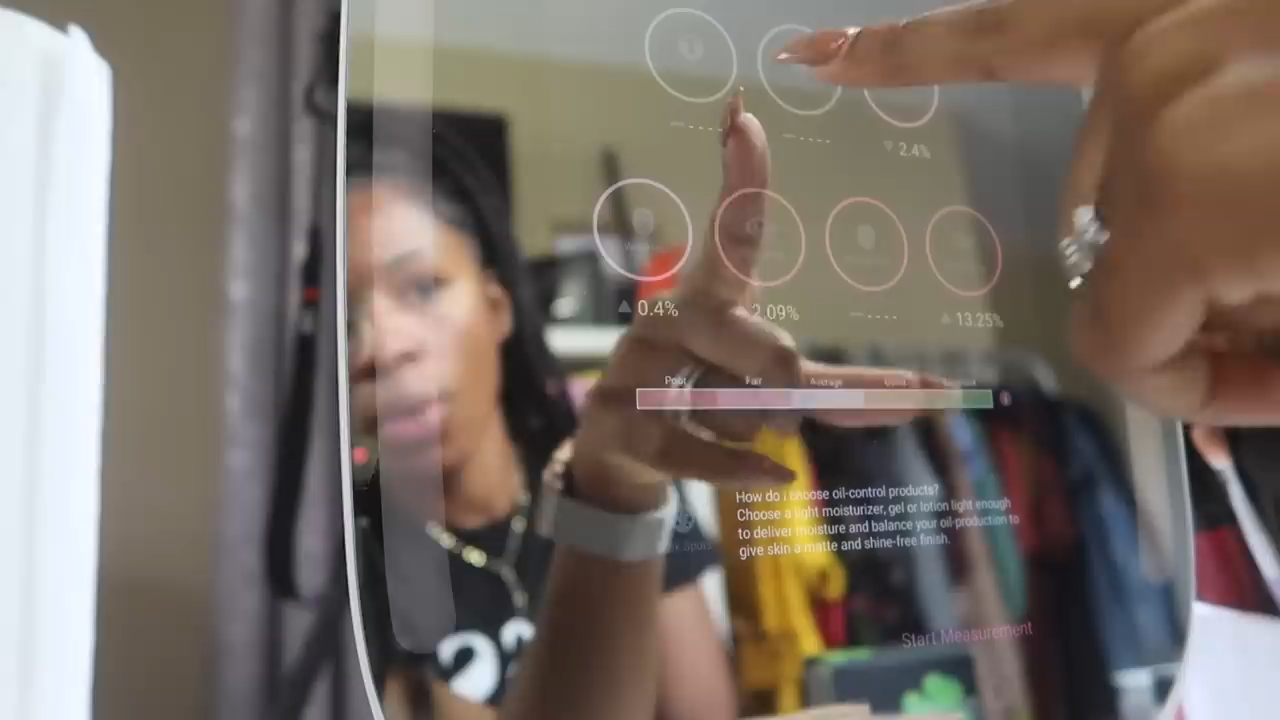 2.4%
0.4%
2.09%
13.25%
Poor Fair Average
How do i choose oil-control products?
Choose a light moisturizer, gel or lotion light enough
to deliver moisture and balance your oil-production to
give skin a matte and shine-free finish.
Spots
Start Measurement